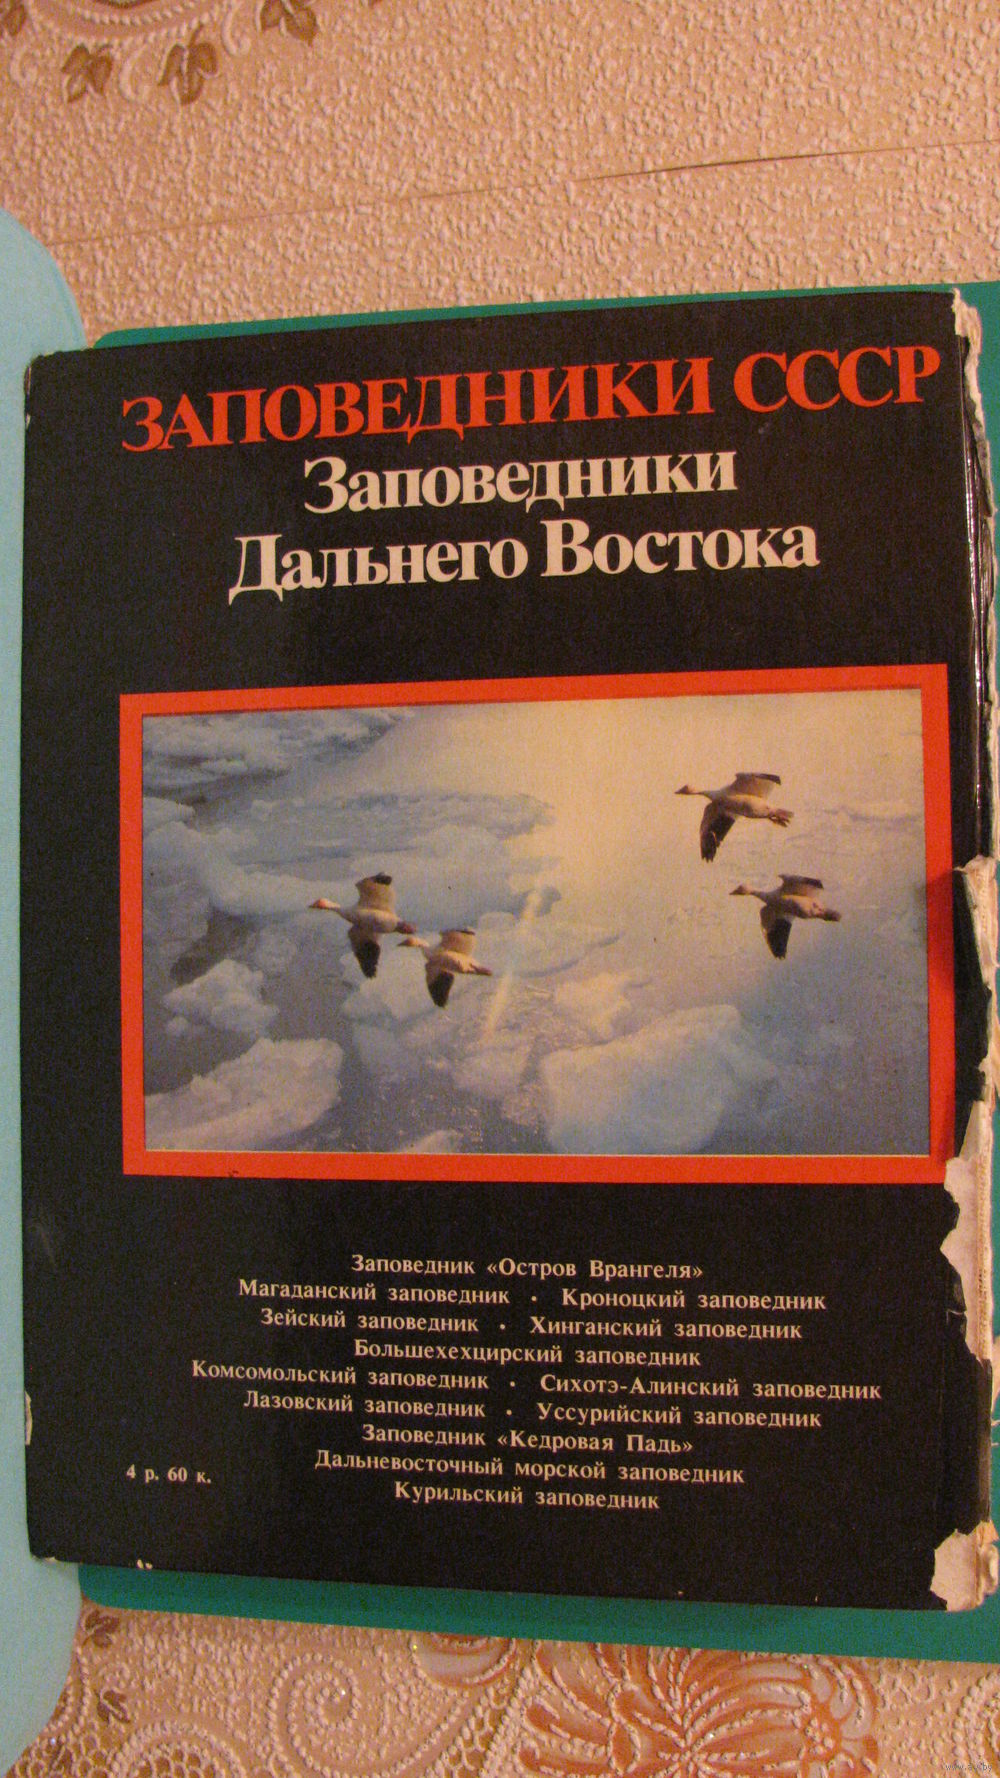 ЗАПОВЕДНИКИ СССР
Заповедники
Дальнего Востока
Заповедник «Остров Врангеля»
Магаданский заповедник · Кроноцкий заповедник
Зейский заповедник · Хинганский заповедник
Большехехцирский заповедник
Комсомольский заповедник · Сихотэ-Алинский заповедник
Лазовский заповедник · Уссурийский заповедник
Заповедник «Кедровая Падь»
Дальневосточный морской заповедник
Курильский заповедник
4 р. 60 к.